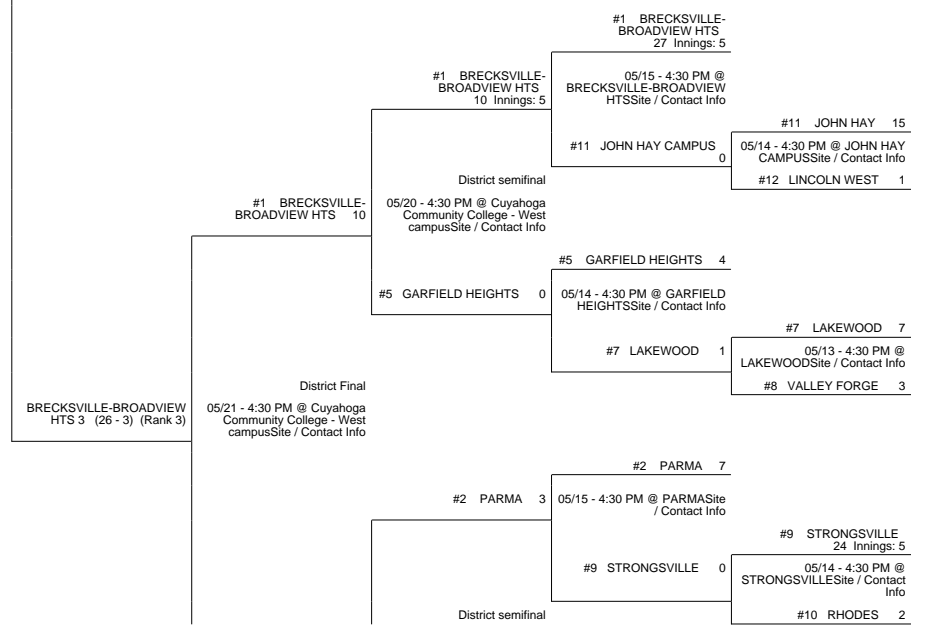 #1 BRECKSVILLE-
BROADVIEW HTS
27 Innings: 5
#1 BRECKSVILLE-
BROADVIEW HTS
10 Innings: 5
05/15 - 4:30 PM @
BRECKSVILLE-BROADVIEW
HTSSite / Contact Info
#11 JOHN HAY 15
#11 JOHN HAY CAMPUS
0
05/14 - 4:30 PM @ JOHN HAY
CAMPUSSite / Contact Info
#12 LINCOLN WEST 1
District semifinal
#1 BRECKSVILLE-
BROADVIEW HTS 10
05/20 - 4:30 PM @ Cuyahoga
Community College - West
campusSite / Contact Info
#5 GARFIELD HEIGHTS 4
#5 GARFIELD HEIGHTS 0
05/14 - 4:30 PM @ GARFIELD
HEIGHTSSite / Contact Info
#7 LAKEWOOD 7
#7 LAKEWOOD 1
05/13 - 4:30 PM @
LAKEWOODSite / Contact Info
#8 VALLEY FORGE 3
District Final
BRECKSVILLE-BROADVIEW
HTS 3 (26 - 3) (Rank 3)
05/21 - 4:30 PM @ Cuyahoga
Community College - West
campusSite / Contact Info
#2 PARMA 7
#2 PARMA 3
05/15 - 4:30 PM @ PARMASite
/ Contact Info
#9 STRONGSVILLE
24 Innings: 5
#9 STRONGSVILLE 0
05/14 - 4:30 PM @
STRONGSVILLESite / Contact
Info
District semifinal
#10 RHODES 2